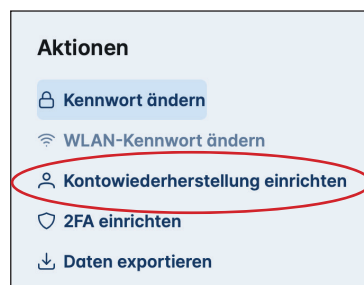 Aktionen
Kennwort ändern
WLAN-Kennwort ändern
Kontowiederherstellung einrichten
2FA einrichten
Daten exportieren